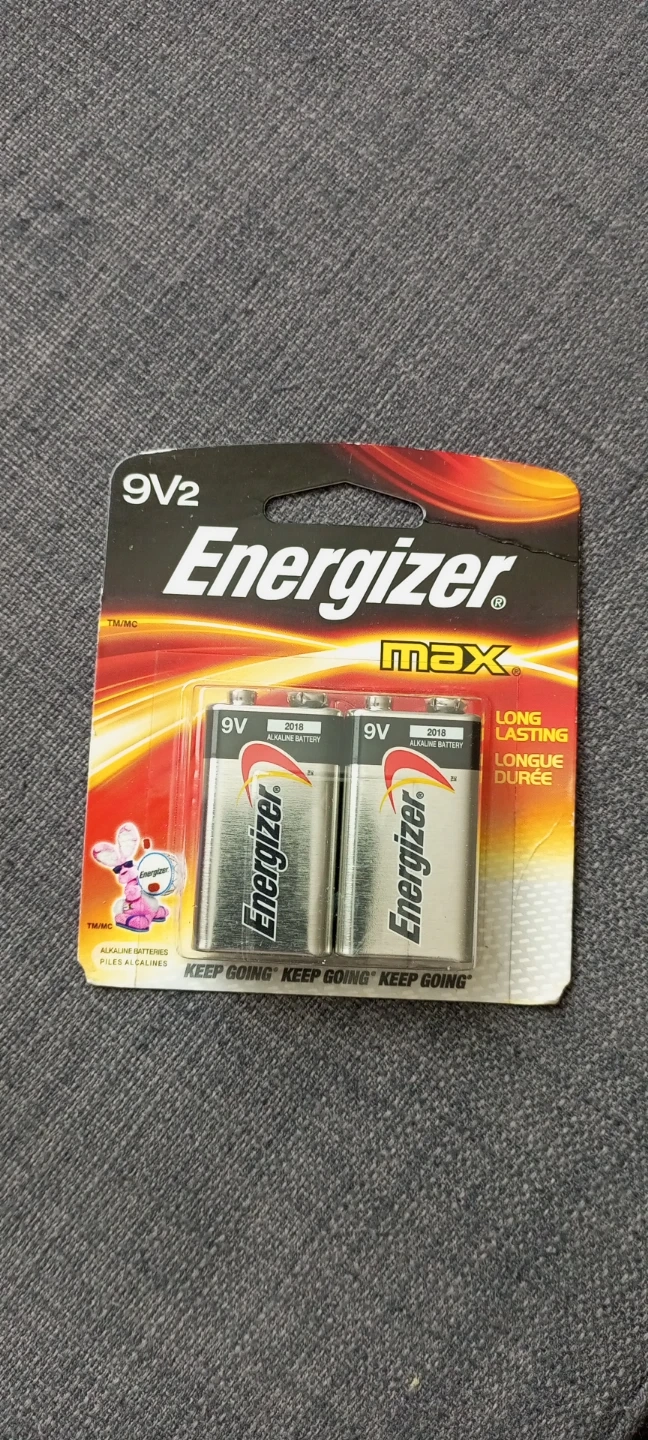 9V2
Energizer®
TM/MC
max®
9V
2018
ALKALINE BATTERY
Energizer®
9V
2018
ALKALINE BATTERY
Energizer®
LONG
LASTING
LONGUE
DURÉE
Energizer
TM/MC
ALKALINE BATTERIES
PILES ALCALINES
KEEP GOING® KEEP GOING® KEEP GOING®